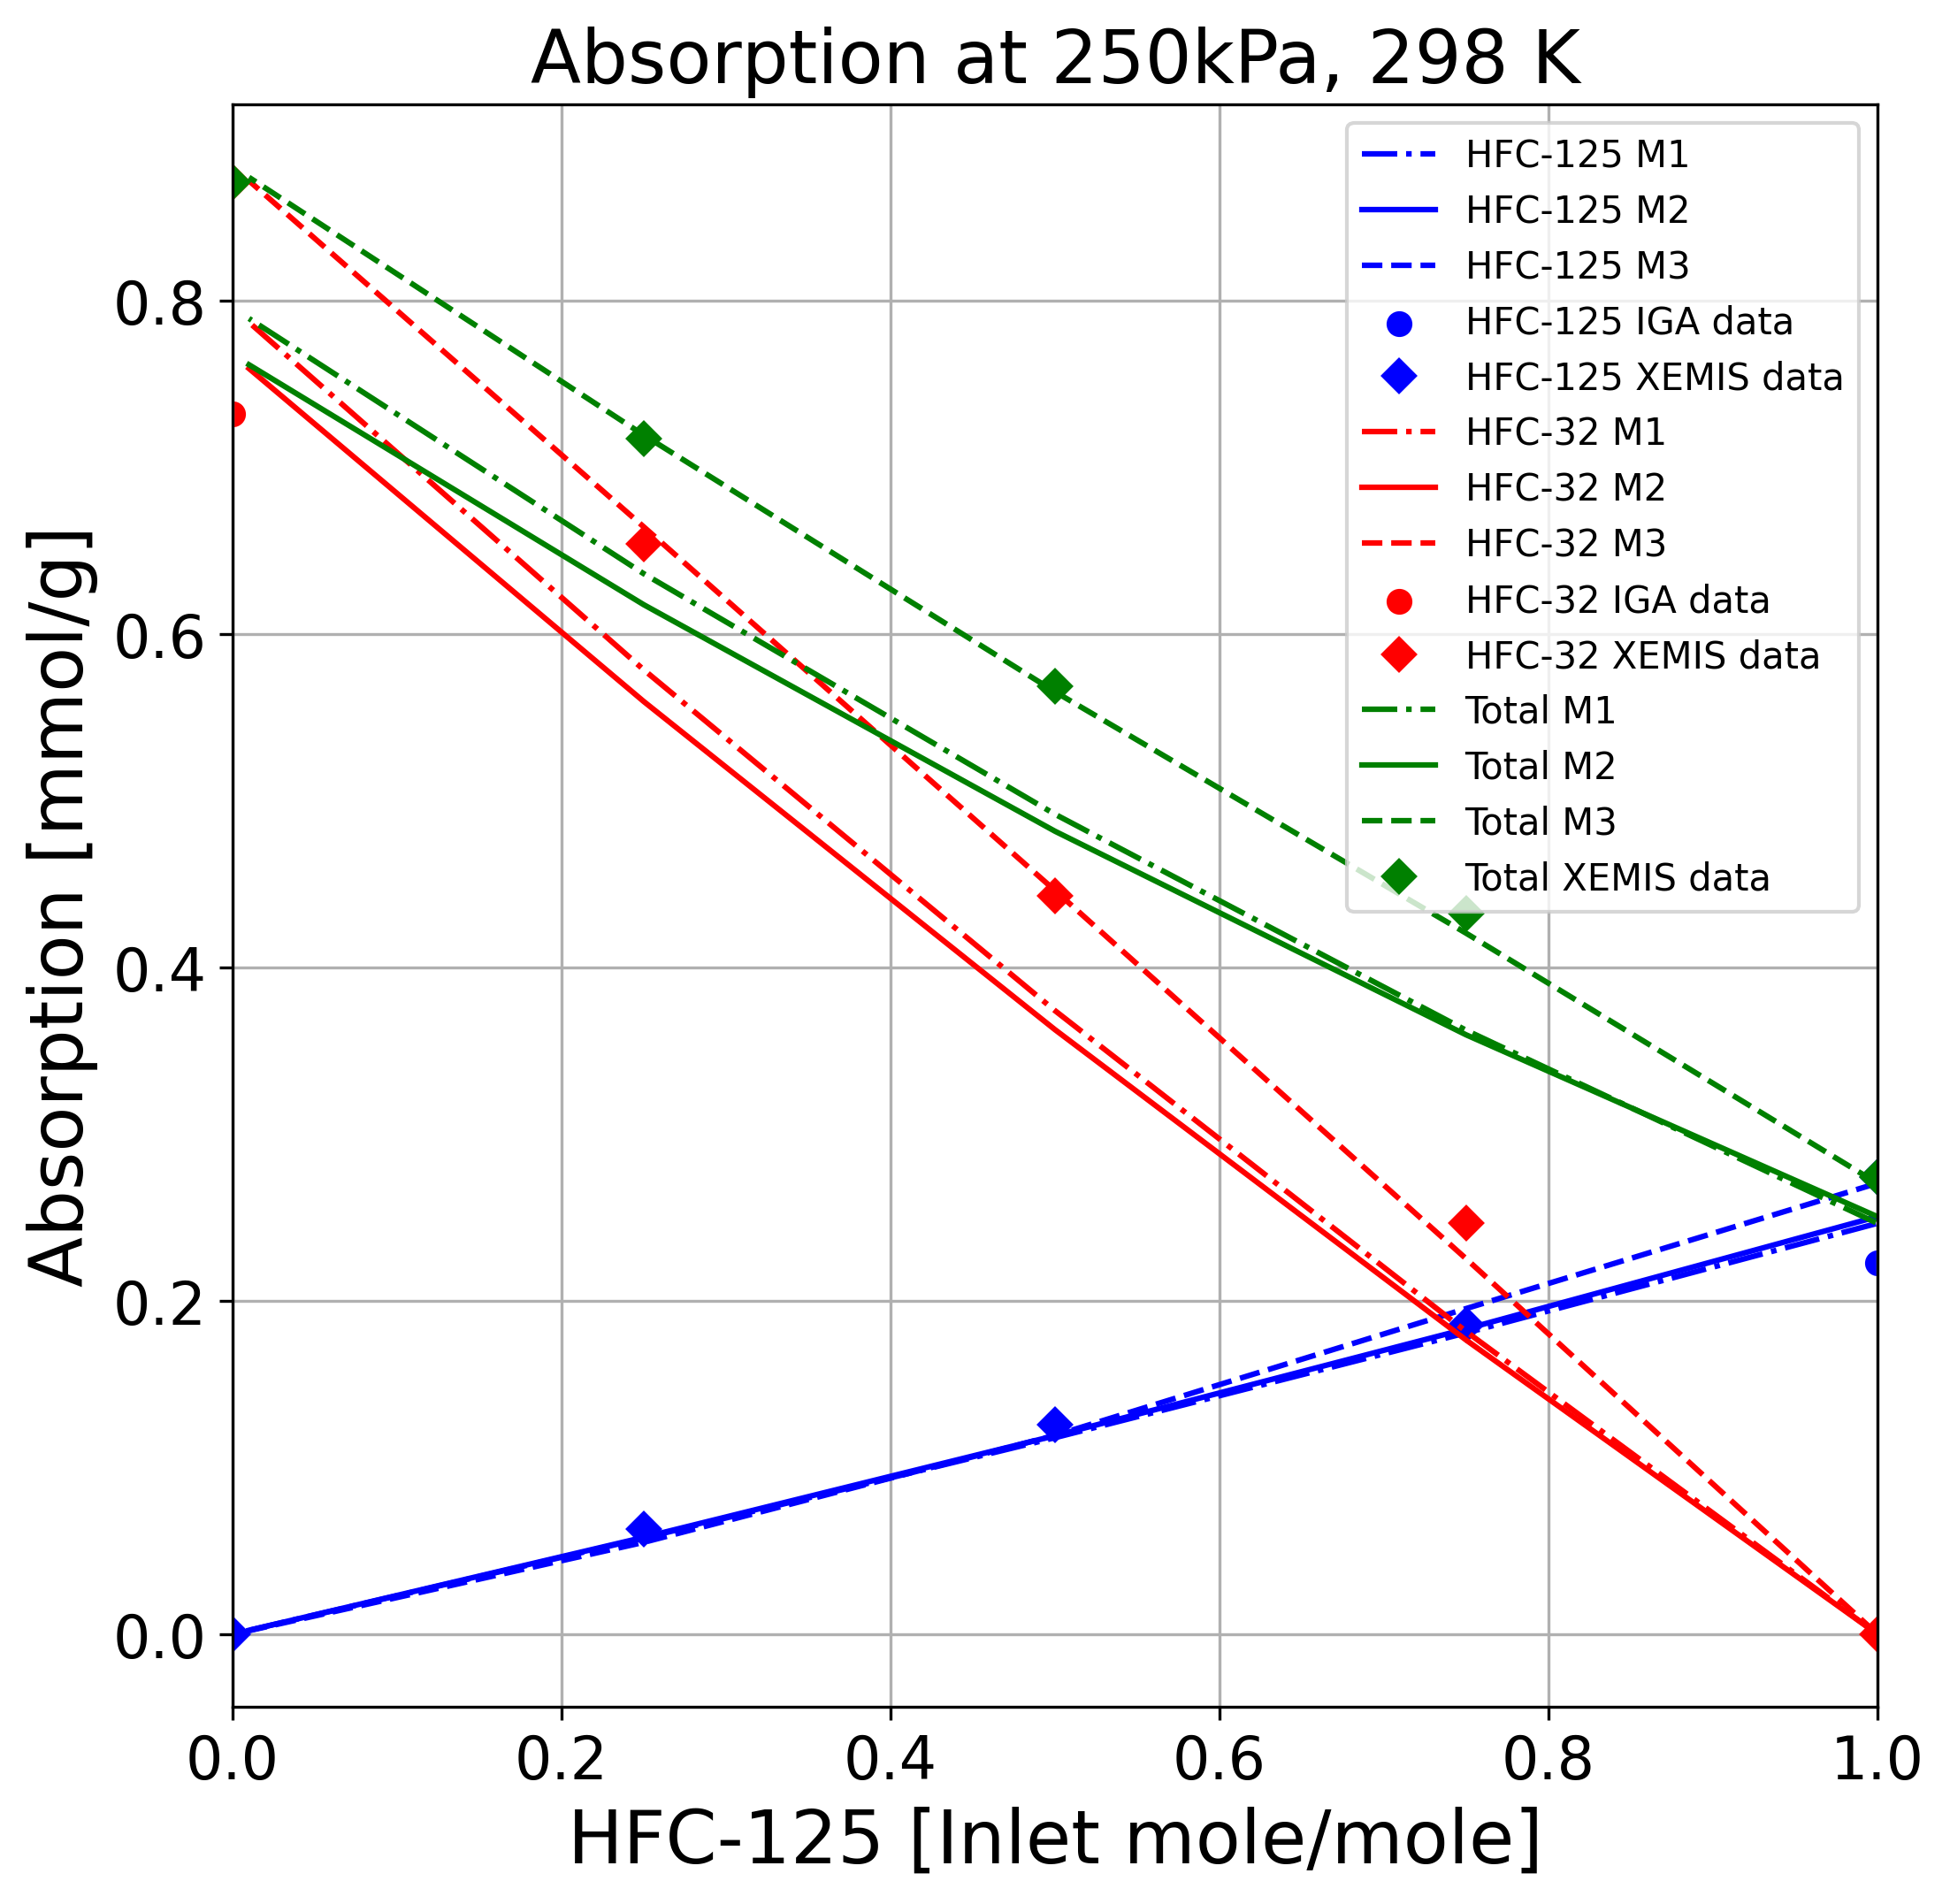 Absorption at 250kPa, 298 K
HFC-125 M1
HFC-125 M2
HFC-125 M3
HFC-125 IGA data
HFC-125 XEMIS data
HFC-32 M1
HFC-32 M2
HFC-32 M3
HFC-32 IGA data
HFC-32 XEMIS data
Total M1
Total M2
Total M3
Total XEMIS data
Absorption [mmol/g]
0.8
0.6
0.4
0.2
0.0
0.0 0.2 0.4 0.6 0.8 1.0
HFC-125 [Inlet mole/mole]